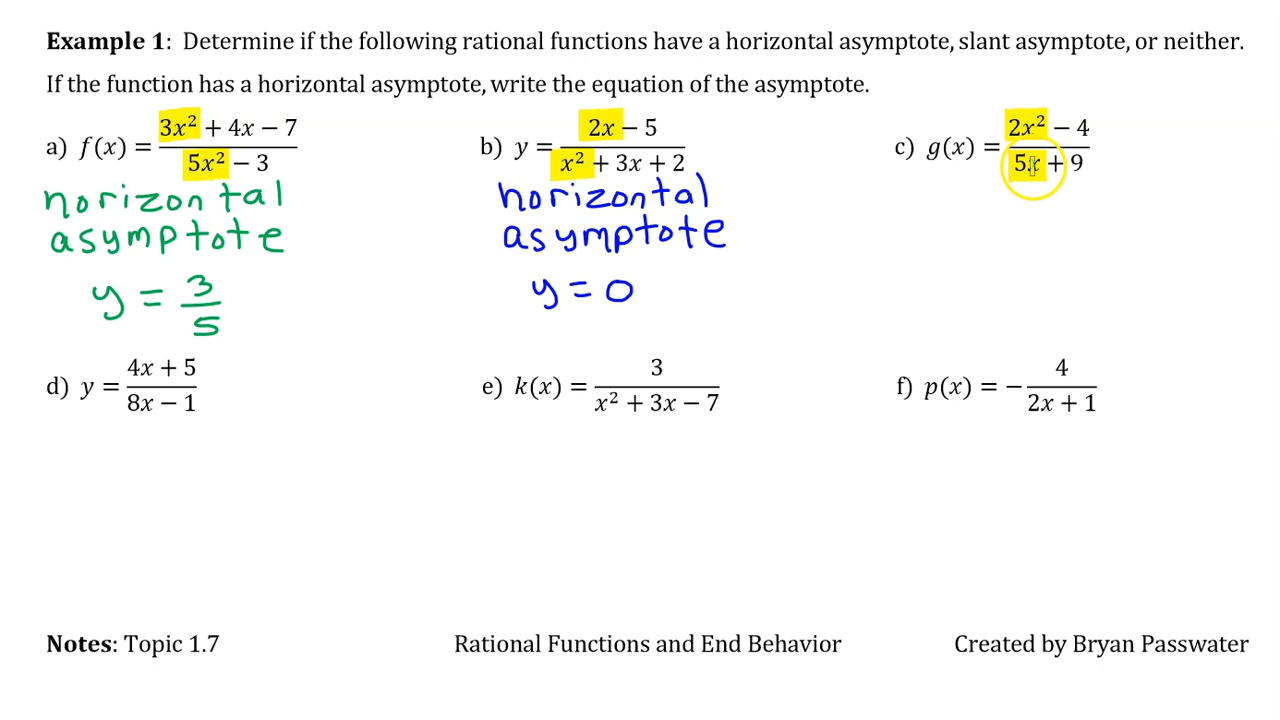 Example 1: Determine if the following rational functions have a horizontal asymptote, slant asymptote, or neither.
If the function has a horizontal asymptote, write the equation of the asymptote.
a) f(x) = (3x² + 4x − 7)/(5x² − 3)
b) y = (2x − 5)/(x² + 3x + 2)
c) g(x) = (2x² − 4)/(5x + 9)
horizontal
asymptote
y = 3/5
horizontal
asymptote
y = 0
d) y = (4x + 5)/(8x − 1)
e) k(x) = 3/(x² + 3x − 7)
f) p(x) = − 4/(2x + 1)
Notes: Topic 1.7
Rational Functions and End Behavior
Created by Bryan Passwater